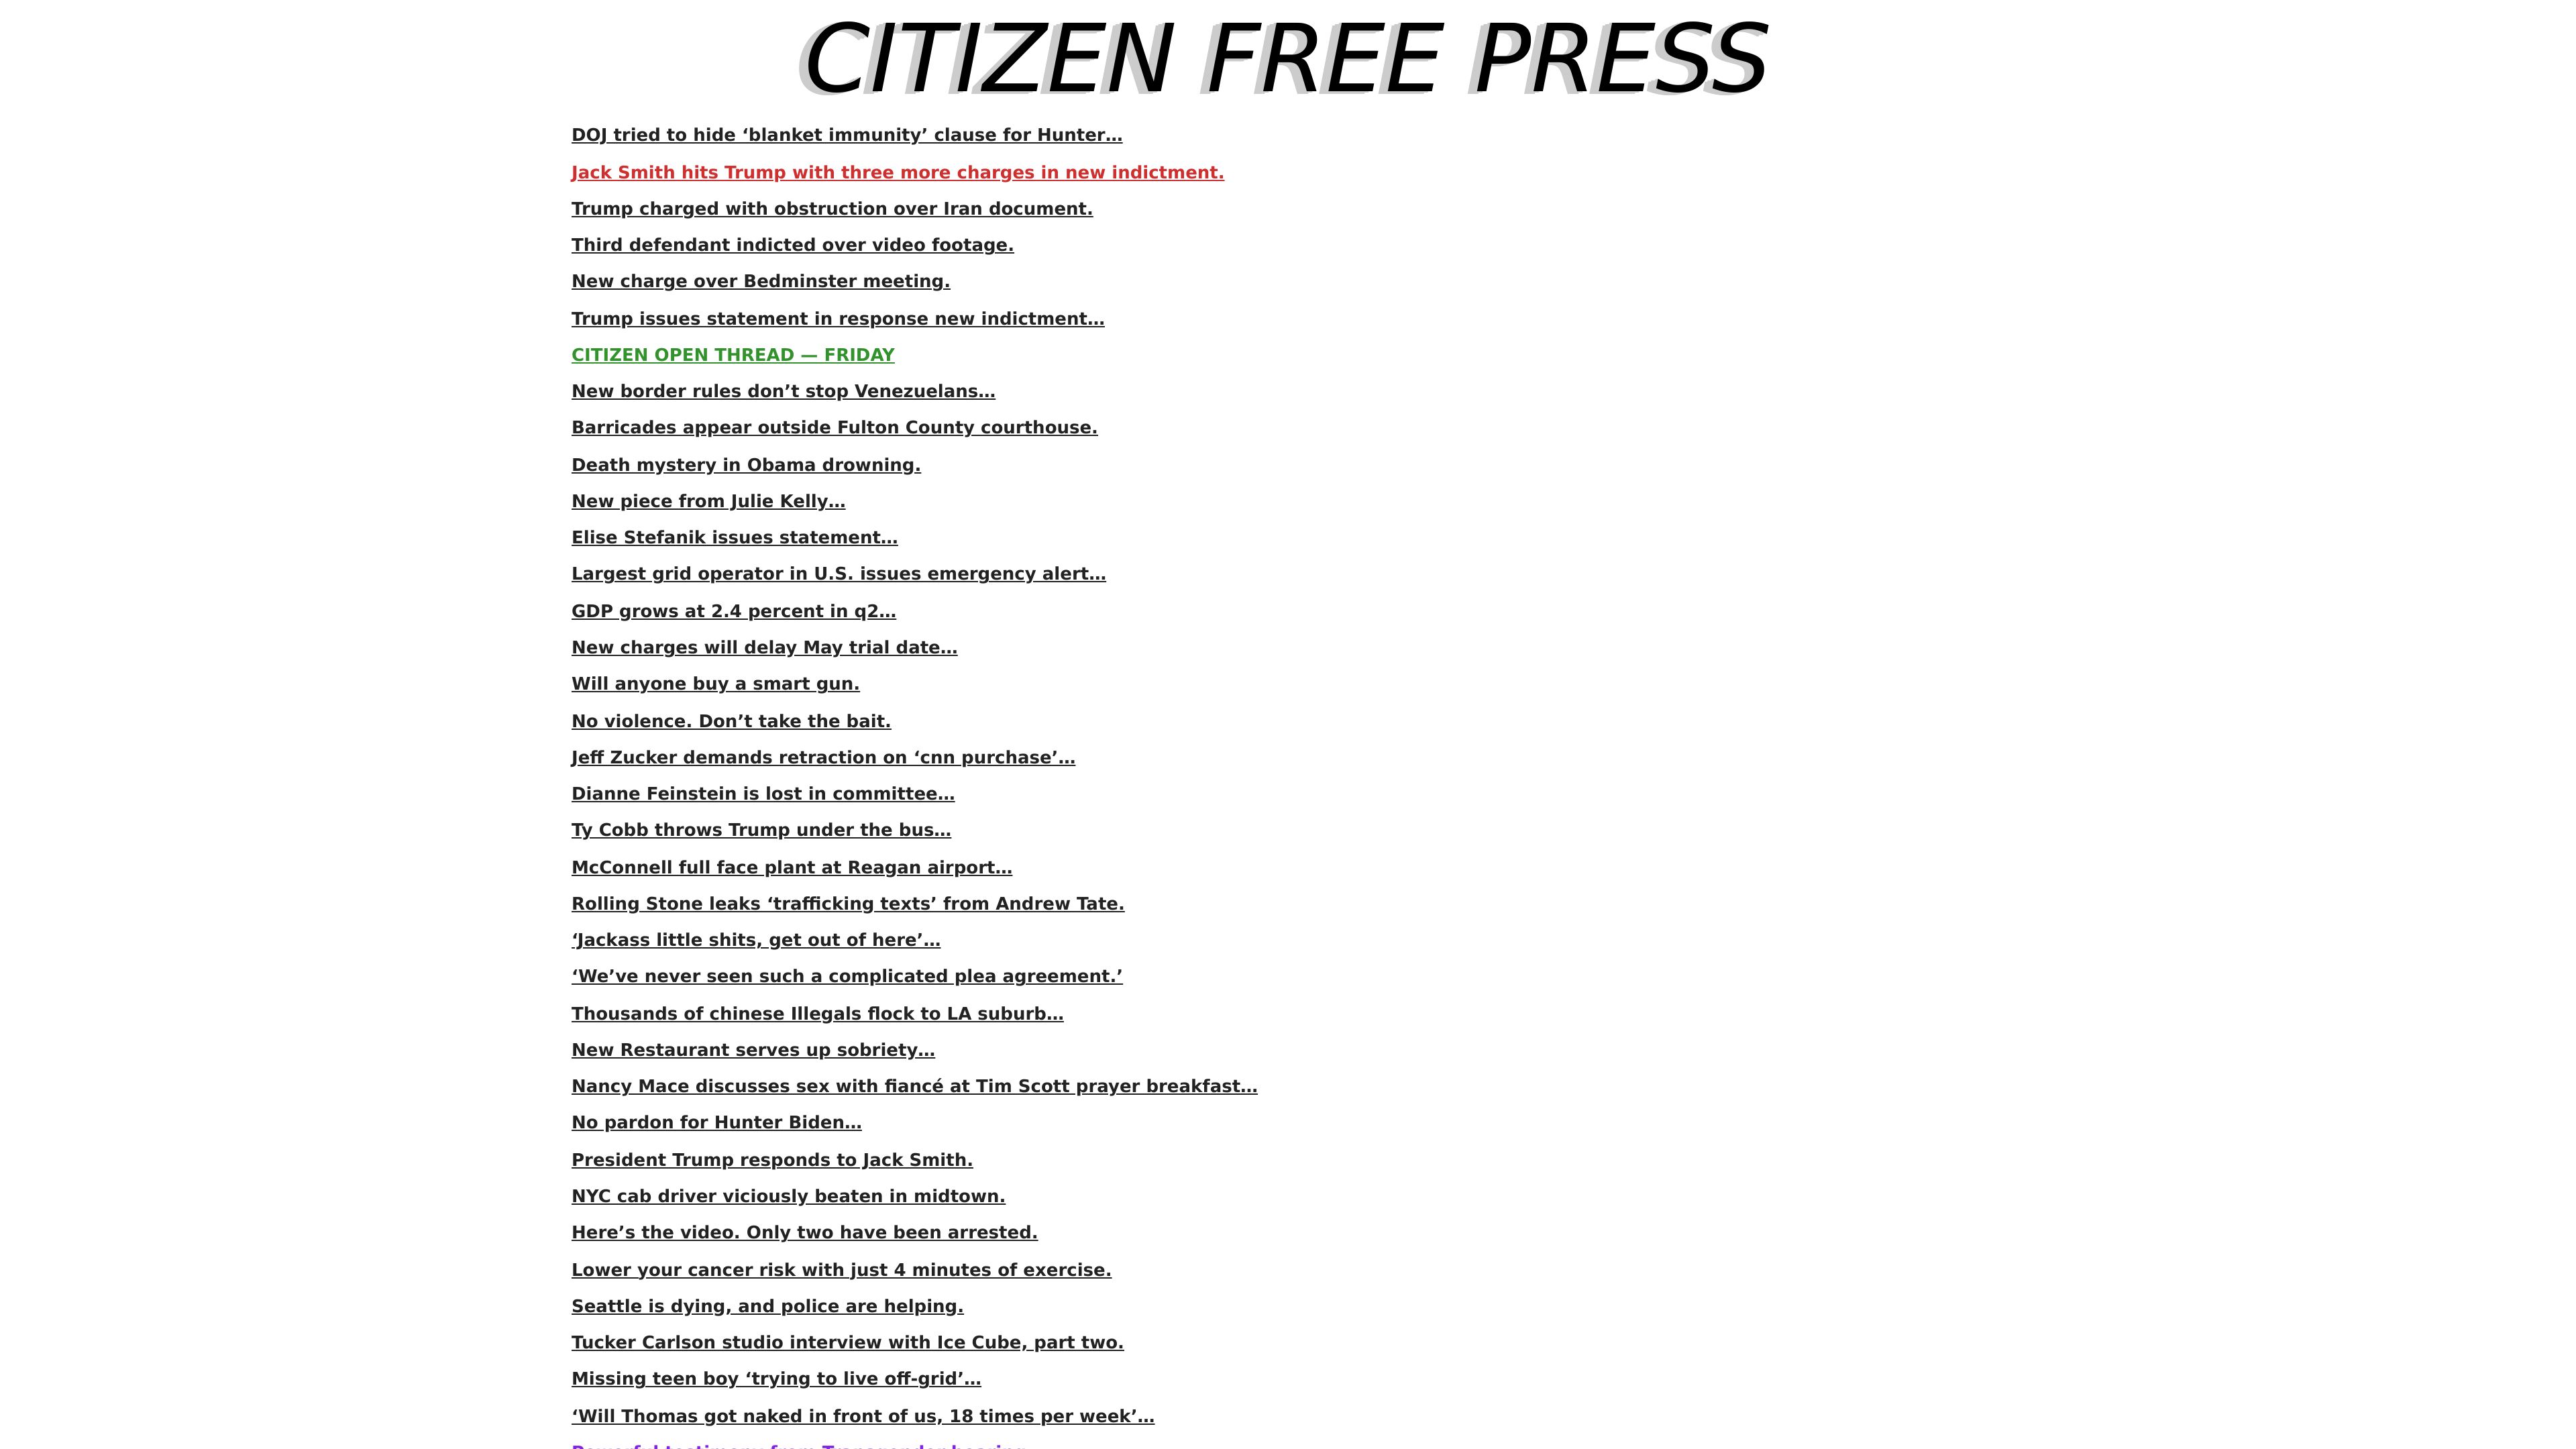 CITIZEN FREE PRESS
DOJ tried to hide ‘blanket immunity’ clause for Hunter…
Jack Smith hits Trump with three more charges in new indictment.
Trump charged with obstruction over Iran document.
Third defendant indicted over video footage.
New charge over Bedminster meeting.
Trump issues statement in response new indictment…
CITIZEN OPEN THREAD — FRIDAY
New border rules don’t stop Venezuelans…
Barricades appear outside Fulton County courthouse.
Death mystery in Obama drowning.
New piece from Julie Kelly…
Elise Stefanik issues statement…
Largest grid operator in U.S. issues emergency alert…
GDP grows at 2.4 percent in q2…
New charges will delay May trial date…
Will anyone buy a smart gun.
No violence. Don’t take the bait.
Jeff Zucker demands retraction on ‘cnn purchase’…
Dianne Feinstein is lost in committee…
Ty Cobb throws Trump under the bus…
McConnell full face plant at Reagan airport…
Rolling Stone leaks ‘trafficking texts’ from Andrew Tate.
‘Jackass little shits, get out of here’…
‘We’ve never seen such a complicated plea agreement.’
Thousands of chinese Illegals flock to LA suburb…
New Restaurant serves up sobriety…
Nancy Mace discusses sex with fiancé at Tim Scott prayer breakfast…
No pardon for Hunter Biden…
President Trump responds to Jack Smith.
NYC cab driver viciously beaten in midtown.
Here’s the video. Only two have been arrested.
Lower your cancer risk with just 4 minutes of exercise.
Seattle is dying, and police are helping.
Tucker Carlson studio interview with Ice Cube, part two.
Missing teen boy ‘trying to live off-grid’…
‘Will Thomas got naked in front of us, 18 times per week’…
Powerful testimony from Transgender hearing